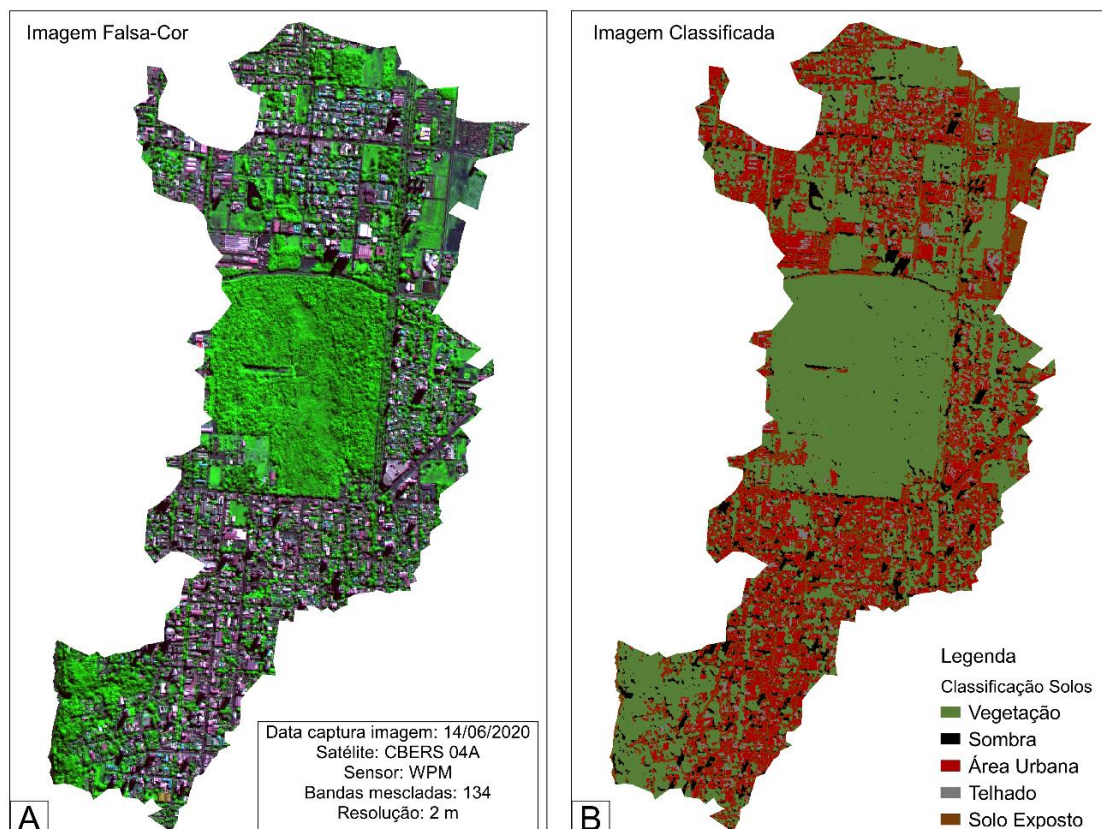 Imagem Falsa-Cor
Data captura imagem: 14/06/2020
Satélite: CBERS 04A
Sensor: WPM
Bandas mescladas: 134
Resolução: 2 m
A
Imagem Classificada
Legenda
Classificação Solos
Vegetação
Sombra
Área Urbana
Telhado
Solo Exposto
B